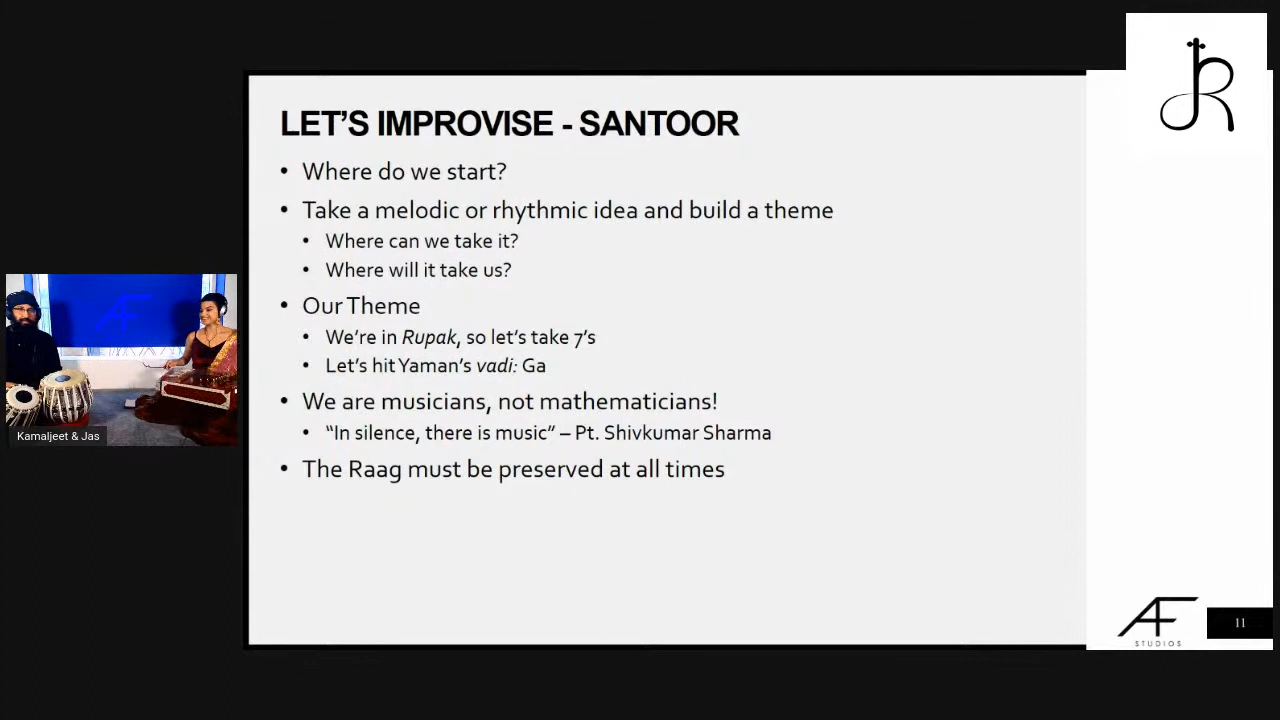 LET'S IMPROVISE - SANTOOR
• Where do we start?
• Take a melodic or rhythmic idea and build a theme
• Where can we take it?
• Where will it take us?
• Our Theme
• We're in Rupak, so let's take 7's
• Let's hit Yaman's vadi: Ga
• We are musicians, not mathematicians!
• “In silence, there is music” – Pt. Shivkumar Sharma
• The Raag must be preserved at all times
Kamaljeet & Jas
AF
STUDIOS
11
JR
AF